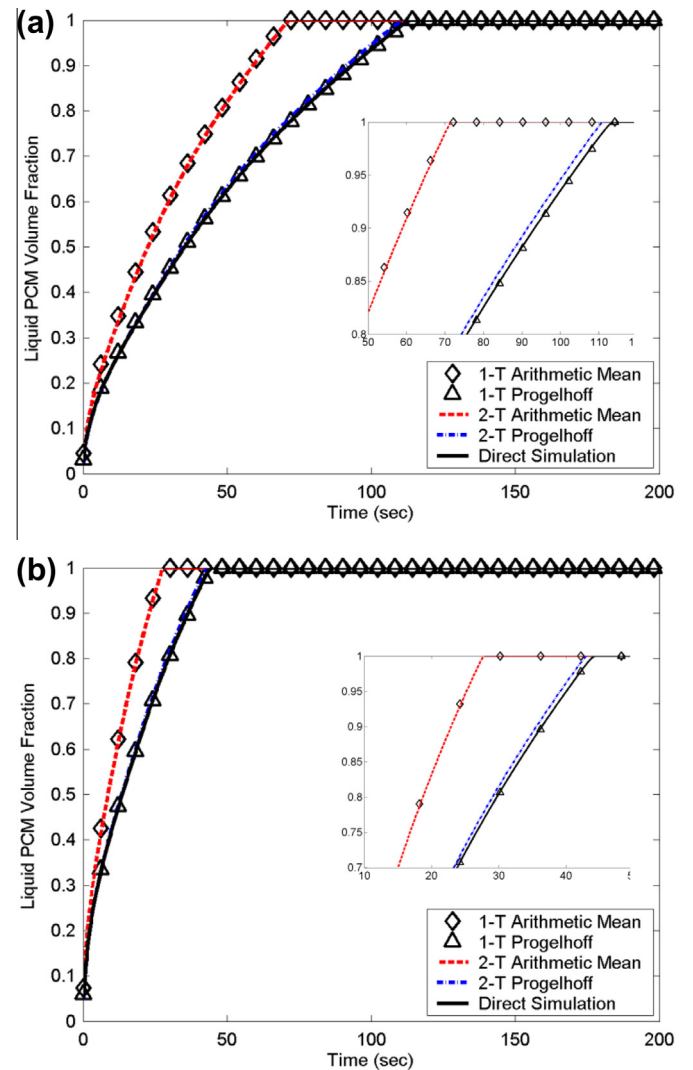 (a)
1
0.9
0.8
0.7
0.6
0.5
0.4
0.3
0.2
0.1
0
Liquid PCM Volume Fraction
1
0.95
0.9
0.85
0.8
50 60 70 80 90 100 110 1
1-T Arithmetic Mean
1-T Progelhoff
2-T Arithmetic Mean
2-T Progelhoff
Direct Simulation
0 50 100 150 200
Time (sec)
(b)
1
0.9
0.8
0.7
0.6
0.5
0.4
0.3
0.2
0.1
0
Liquid PCM Volume Fraction
1
0.95
0.9
0.85
0.8
0.75
0.7
10 20 30 40 5
1-T Arithmetic Mean
1-T Progelhoff
2-T Arithmetic Mean
2-T Progelhoff
Direct Simulation
0 50 100 150 200
Time (sec)